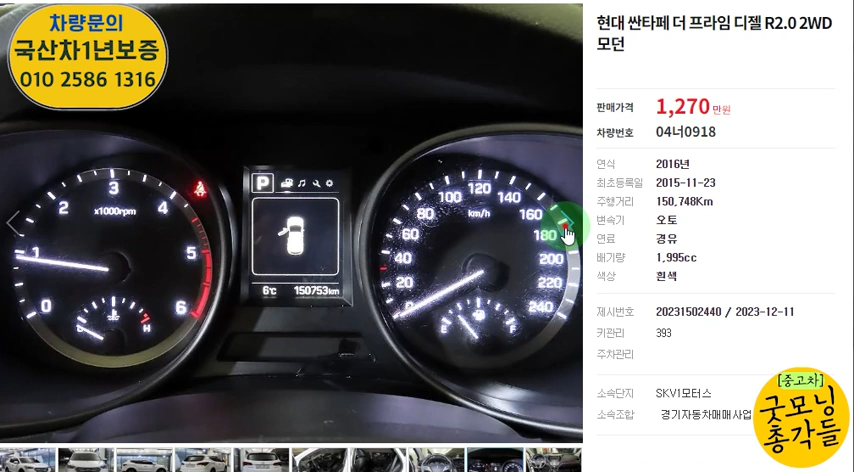 차량문의
국산차1년보증
010 2586 1316
현대 싼타페 더 프라임 디젤 R2.0 2WD
모던
판매가격 1,270 만원
차량번호 04너0918
연식 2016년
최초등록일 2015-11-23
주행거리 150,748Km
변속기 오토
연료 경유
배기량 1,995cc
색상 흰색
제시번호 20231502440 / 2023-12-11
키관리 393
주차관리
소속단지 SKV1모터스
소속조합 경기자동차매매사업
[중고차]
굿모닝
총각들
0 1 2 3 4 5 6
x1000rpm
C H
P
6℃ 150753km
0 20 40 60 80 100 120 140 160 180 200 220 240
km/h
E F